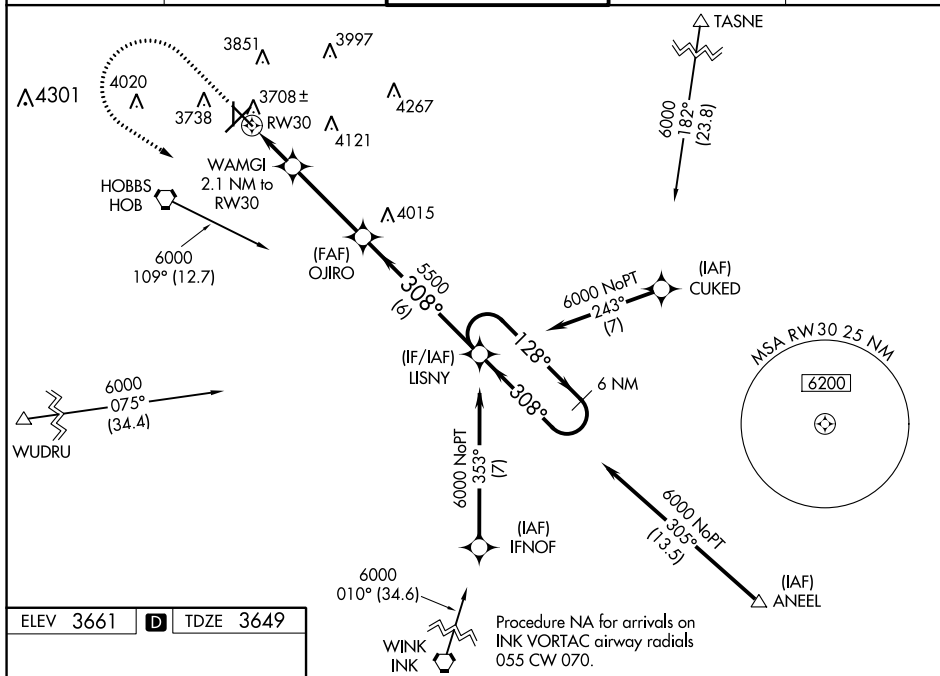 TASNE
3851
3997
4301
4020
3738
3708±
4267
RW30
4121
6000
182°
(23.8)
WAMGI
2.1 NM to
RW30
HOBBS
HOB
4015
6000
109° (12.7)
(FAF)
OJIRO
5500
308°
(6)
(IAF)
CUKED
6000 NoPT
243°
(7)
MSA RW30 25 NM
6200
(IF/IAF)
LISNY
128°
308°
6 NM
6000
075°
(34.4)
WUDRU
6000 NoPT
353°
(7)
6000 NoPT
305°
(13.5)
(IAF)
IFNOF
(IAF)
ANEEL
6000
010° (34.6)
ELEV 3661 D TDZE 3649
WINK
INK
Procedure NA for arrivals on
INK VORTAC airway radials
055 CW 070.